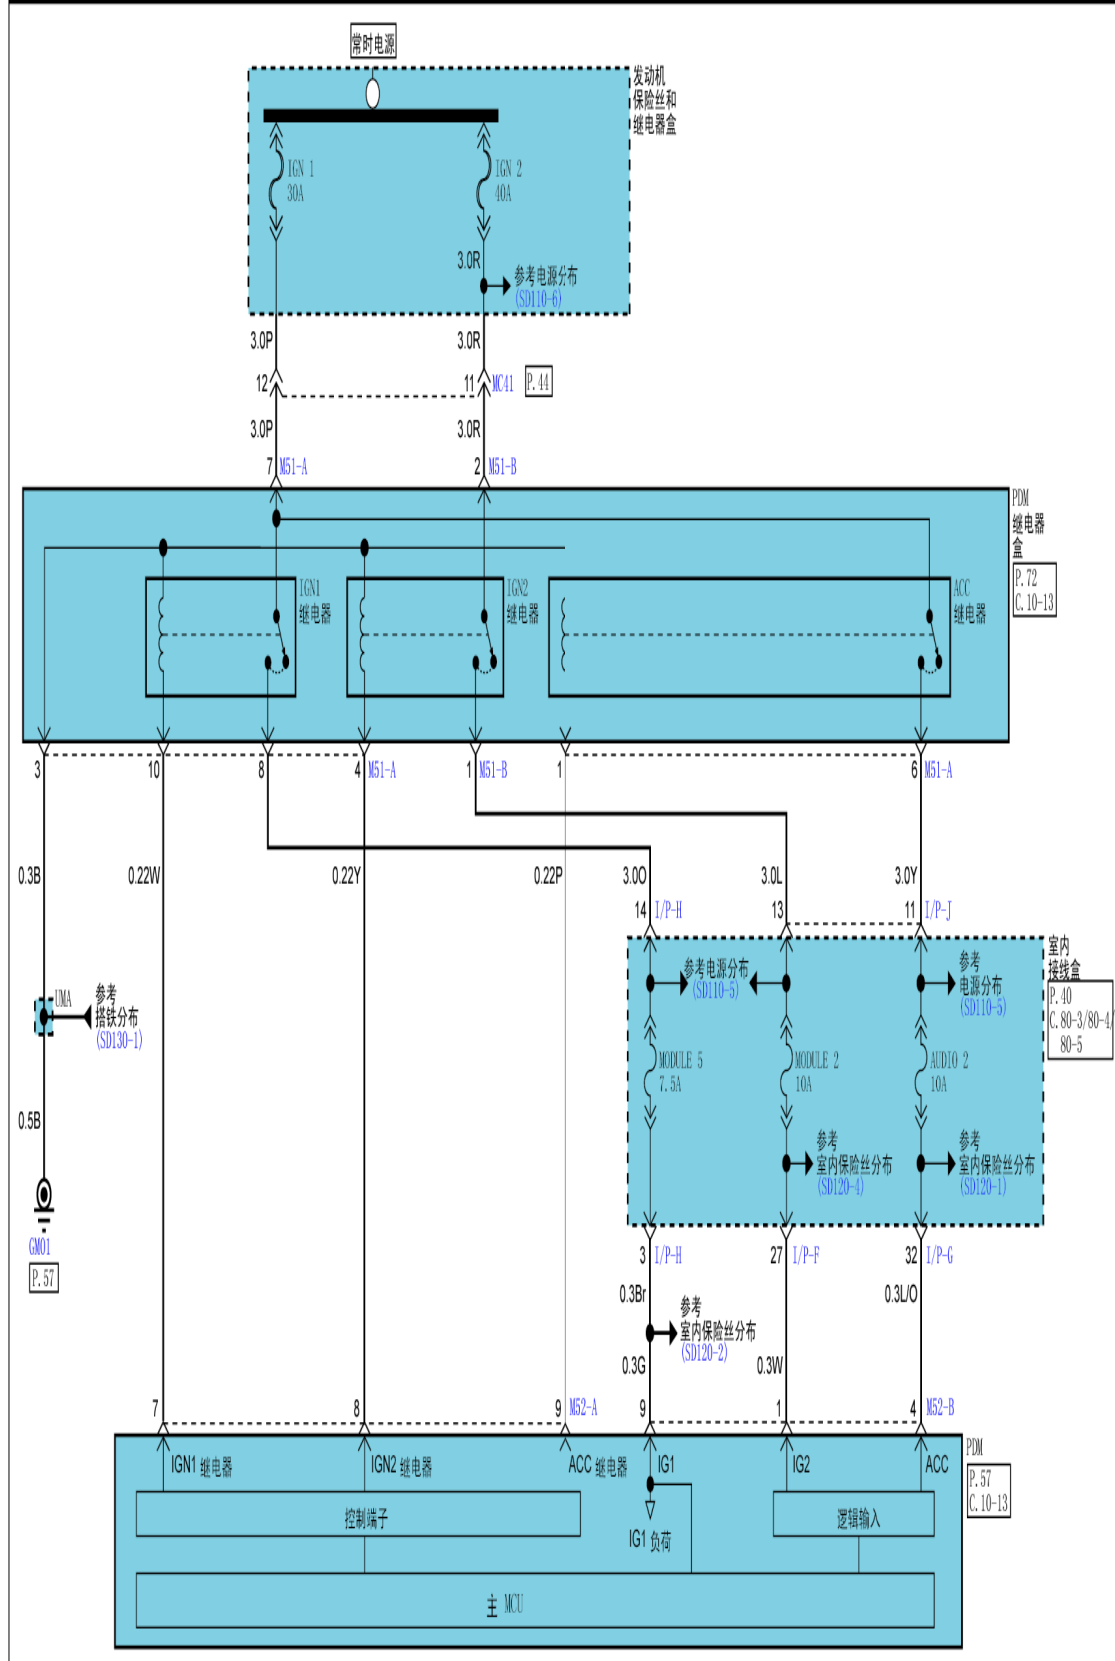 常时电源
发动机
保险丝和
继电器盒
IGN 1
30A
IGN 2
40A
3.0R
参考电源分布
(SD110-6)
3.0P
3.0R
12
11
MC41
P.44
3.0P
3.0R
7
M51-A
2
M51-B
PDM
继电器
盒
P.72
C.10-13
IGN1
继电器
IGN2
继电器
ACC
继电器
3
10
8
4
M51-A
1
M51-B
1
6
M51-A
0.3B
0.22W
0.22Y
0.22P
3.0O
3.0L
3.0Y
14
I/P-H
13
11
I/P-J
室内
接线盒
P.40
C.80-3/80-4/
80-5
参考电源分布
(SD110-5)
参考
电源分布
(SD110-5)
UMA
参考
搭铁分布
(SD130-1)
MODULE 5
7.5A
MODULE 2
10A
AUDIO 2
10A
0.5B
参考
室内保险丝分布
(SD120-4)
参考
室内保险丝分布
(SD120-1)
GM01
P.57
3
I/P-H
27
I/P-F
32
I/P-G
0.3Br
0.3L/O
参考
室内保险丝分布
(SD120-2)
0.3G
0.3W
7
8
9
M52-A
9
1
4
M52-B
PDM
P.57
C.10-13
IGN1 继电器
IGN2 继电器
ACC 继电器
IG1
IG2
ACC
控制端子
IG1 负荷
逻辑输入
主 MCU